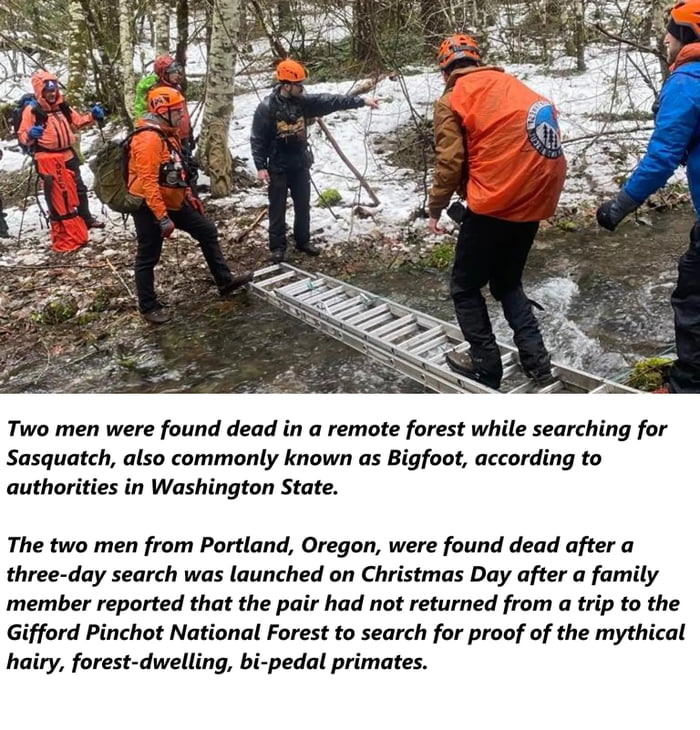 Two men were found dead in a remote forest while searching for
Sasquatch, also commonly known as Bigfoot, according to
authorities in Washington State.
The two men from Portland, Oregon, were found dead after a
three-day search was launched on Christmas Day after a family
member reported that the pair had not returned from a trip to the
Gifford Pinchot National Forest to search for proof of the mythical
hairy, forest-dwelling, bi-pedal primates.